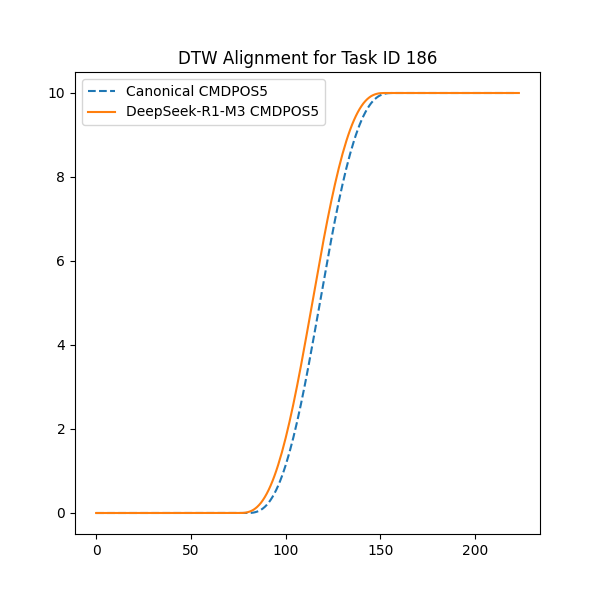 DTW Alignment for Task ID 186
Canonical CMDPOS5
DeepSeek-R1-M3 CMDPOS5
10
8
6
4
2
0
0 50 100 150 200